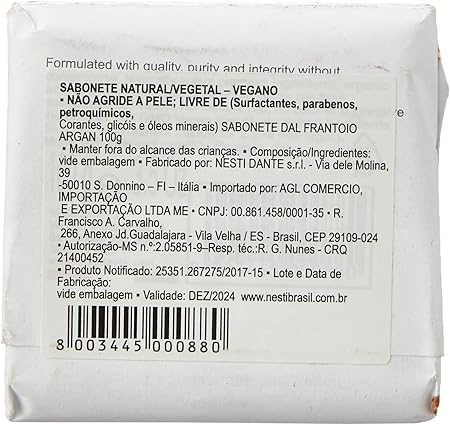 Formulated with quality, purity and integrity without
SABONETE NATURAL/VEGETAL – VEGANO
• NÃO AGRIDE A PELE; LIVRE DE (Surfactantes, parabenos,
petroquímicos,
Corantes, glicóis e óleos minerais) SABONETE DAL FRANTOIO
ARGAN 100g
• Manter fora do alcance das crianças. • Composição/Ingredientes:
vide embalagem • Fabricado por: NESTI DANTE s.r.l. - Via dele Molina,
39
-50010 S. Donnino – FI – Itália • Importado por: AGL COMERCIO,
IMPORTAÇÃO
E EXPORTAÇÃO LTDA ME • CNPJ: 00.861.458/0001-35 • R.
Francisco A. Carvalho,
266, Anexo Jd.Guadalajara - Vila Velha / ES - Brasil, CEP 29109-024
• Autorização-MS n.º:2.05851-9– Resp. téc.:R. G. Nunes - CRQ
21400452
• Produto Notificado: 25351.267275/2017-15 • Lote e Data de
Fabricação:
vide embalagem • Validade: DEZ/2024 www.nestibrasil.com.br
8 003445 000880